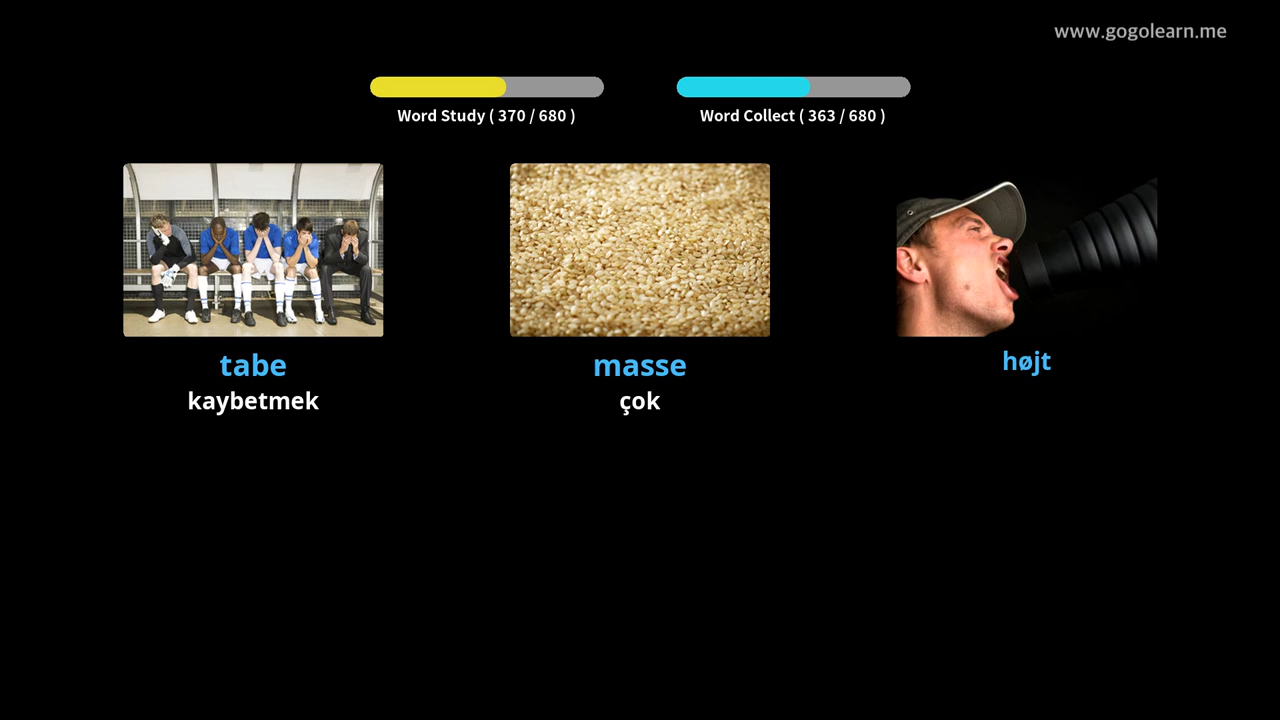 www.gogolearn.me
Word Study ( 370 / 680 )
Word Collect ( 363 / 680 )
tabe
kaybetmek
masse
çok
højt